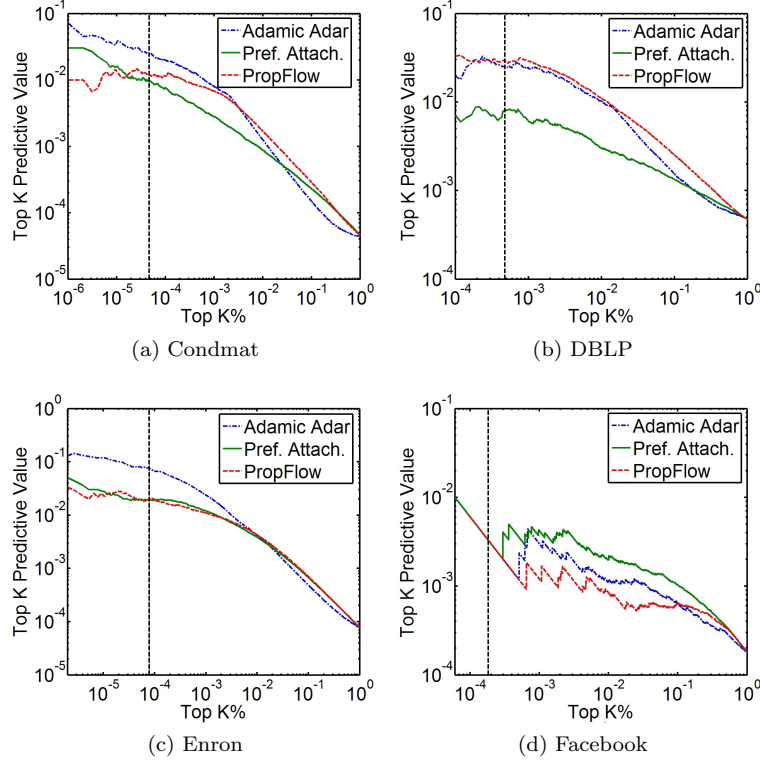 10^-1
10^-2
10^-3
10^-4
10^-5
Top K Predictive Value
Adamic Adar
Pref. Attach.
PropFlow
10^-6 10^-5 10^-4 10^-3 10^-2 10^-1 10^0
Top K%
(a) Condmat
10^-1
10^-2
10^-3
10^-4
Top K Predictive Value
Adamic Adar
Pref. Attach.
PropFlow
10^-4 10^-3 10^-2 10^-1 10^0
Top K%
(b) DBLP
10^0
10^-1
10^-2
10^-3
10^-4
10^-5
Top K Predictive Value
Adamic Adar
Pref. Attach.
PropFlow
10^-5 10^-4 10^-3 10^-2 10^-1 10^0
Top K%
(c) Enron
10^-1
10^-2
10^-3
10^-4
Top K Predictive Value
Adamic Adar
Pref. Attach.
PropFlow
10^-4 10^-3 10^-2 10^-1 10^0
Top K%
(d) Facebook